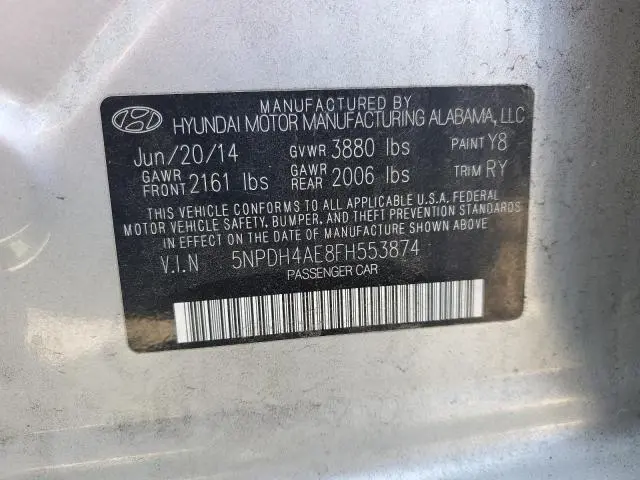 MANUFACTURED BY
HYUNDAI MOTOR MANUFACTURING ALABAMA, LLC
Jun/20/14 GVWR 3880 lbs PAINT Y8
GAWR FRONT 2161 lbs GAWR REAR 2006 lbs TRIM RY
THIS VEHICLE CONFORMS TO ALL APPLICABLE U.S.A. FEDERAL
MOTOR VEHICLE SAFETY, BUMPER, AND THEFT PREVENTION STANDARDS
IN EFFECT ON THE DATE OF MANUFACTURE SHOWN ABOVE.
V.I.N 5NPDH4AE8FH553874
PASSENGER CAR